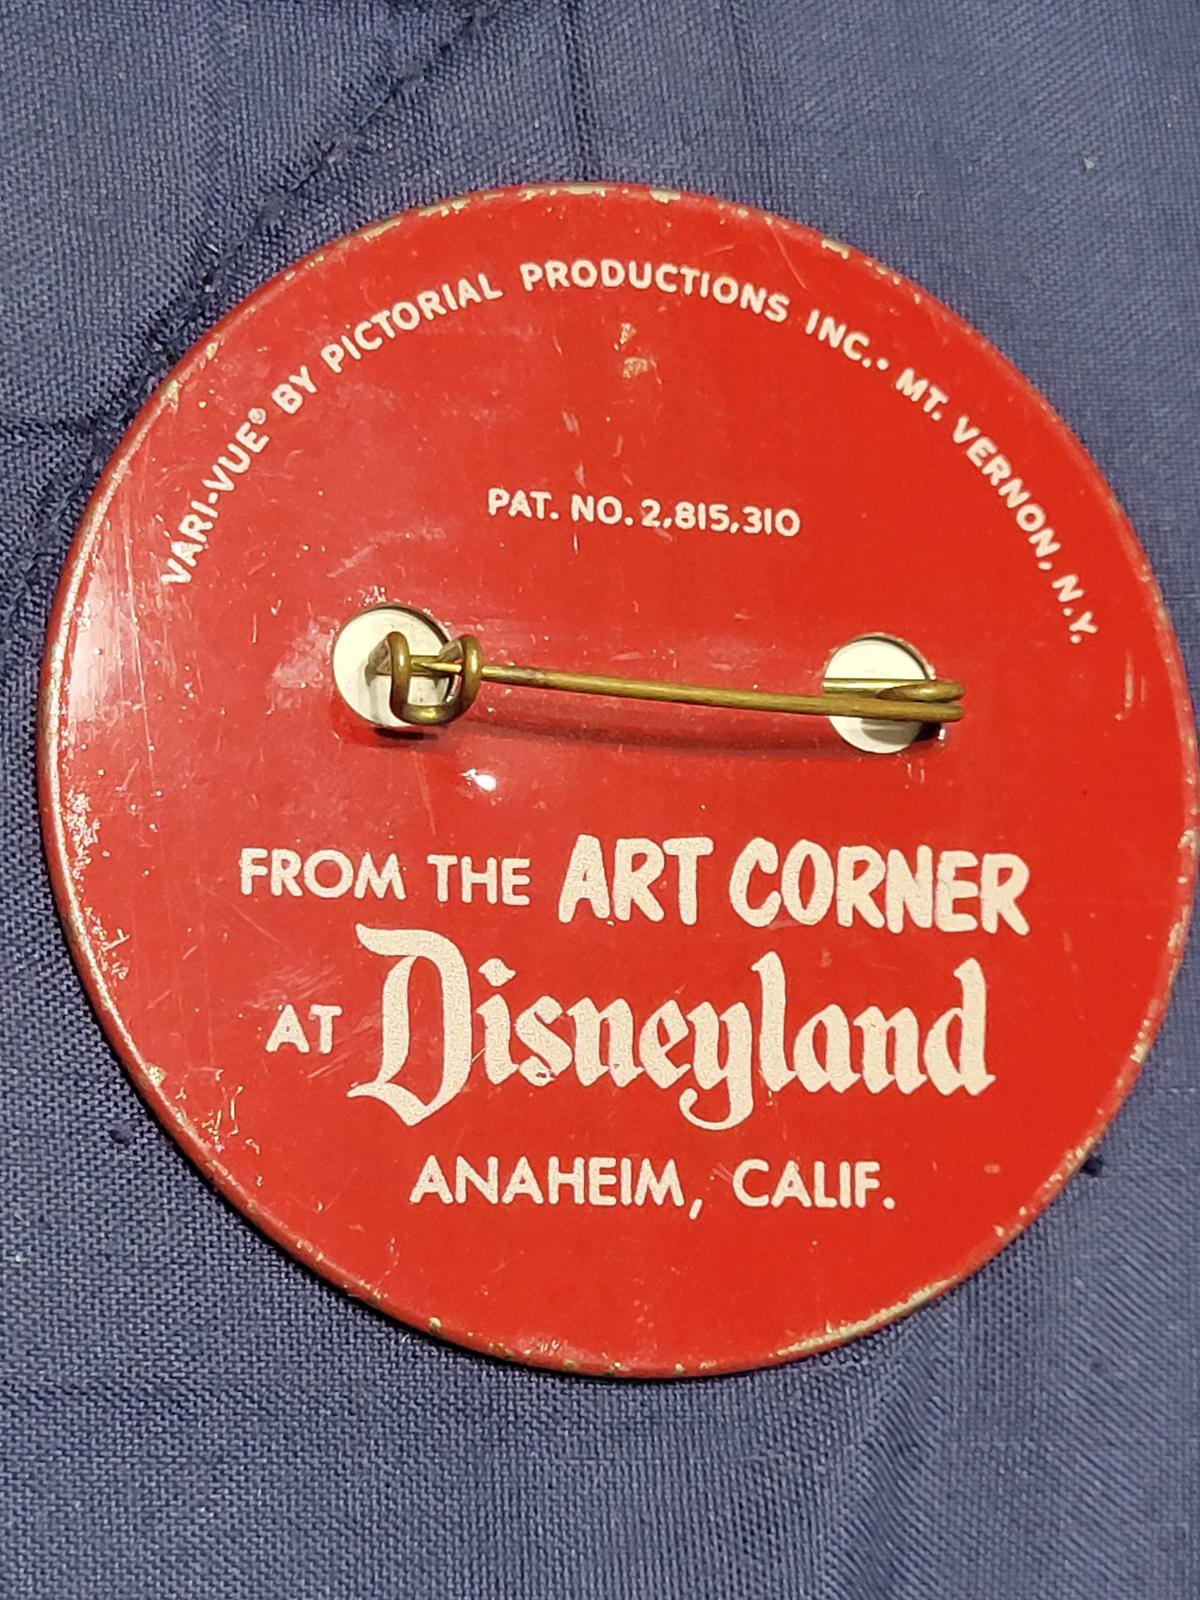 VARI-VUE® BY PICTORIAL PRODUCTIONS INC. • MT. VERNON, N.Y.
PAT. NO. 2,815,310
FROM THE ART CORNER
AT Disneyland
ANAHEIM, CALIF.